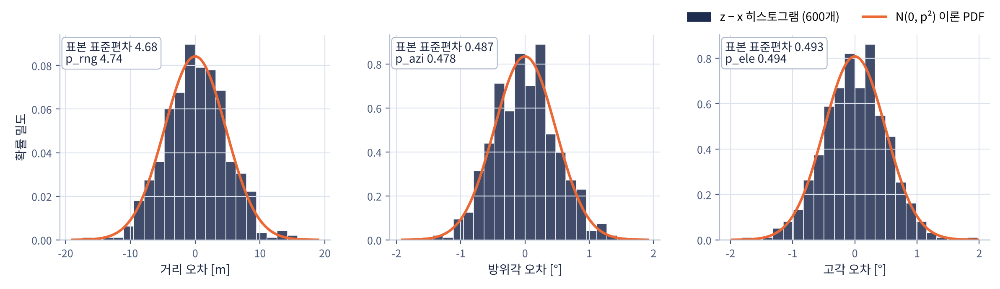 z − x 히스토그램 (600개)
N(0, p²) 이론 PDF
표본 표준편차 4.68
p_rng 4.74
확률 밀도
0.08
0.06
0.04
0.02
0.00
-20 -10 0 10 20
거리 오차 [m]
표본 표준편차 0.487
p_azi 0.478
0.8
0.6
0.4
0.2
0.0
-2 -1 0 1 2
방위각 오차 [°]
표본 표준편차 0.493
p_ele 0.494
0.8
0.6
0.4
0.2
0.0
-2 -1 0 1 2
고각 오차 [°]